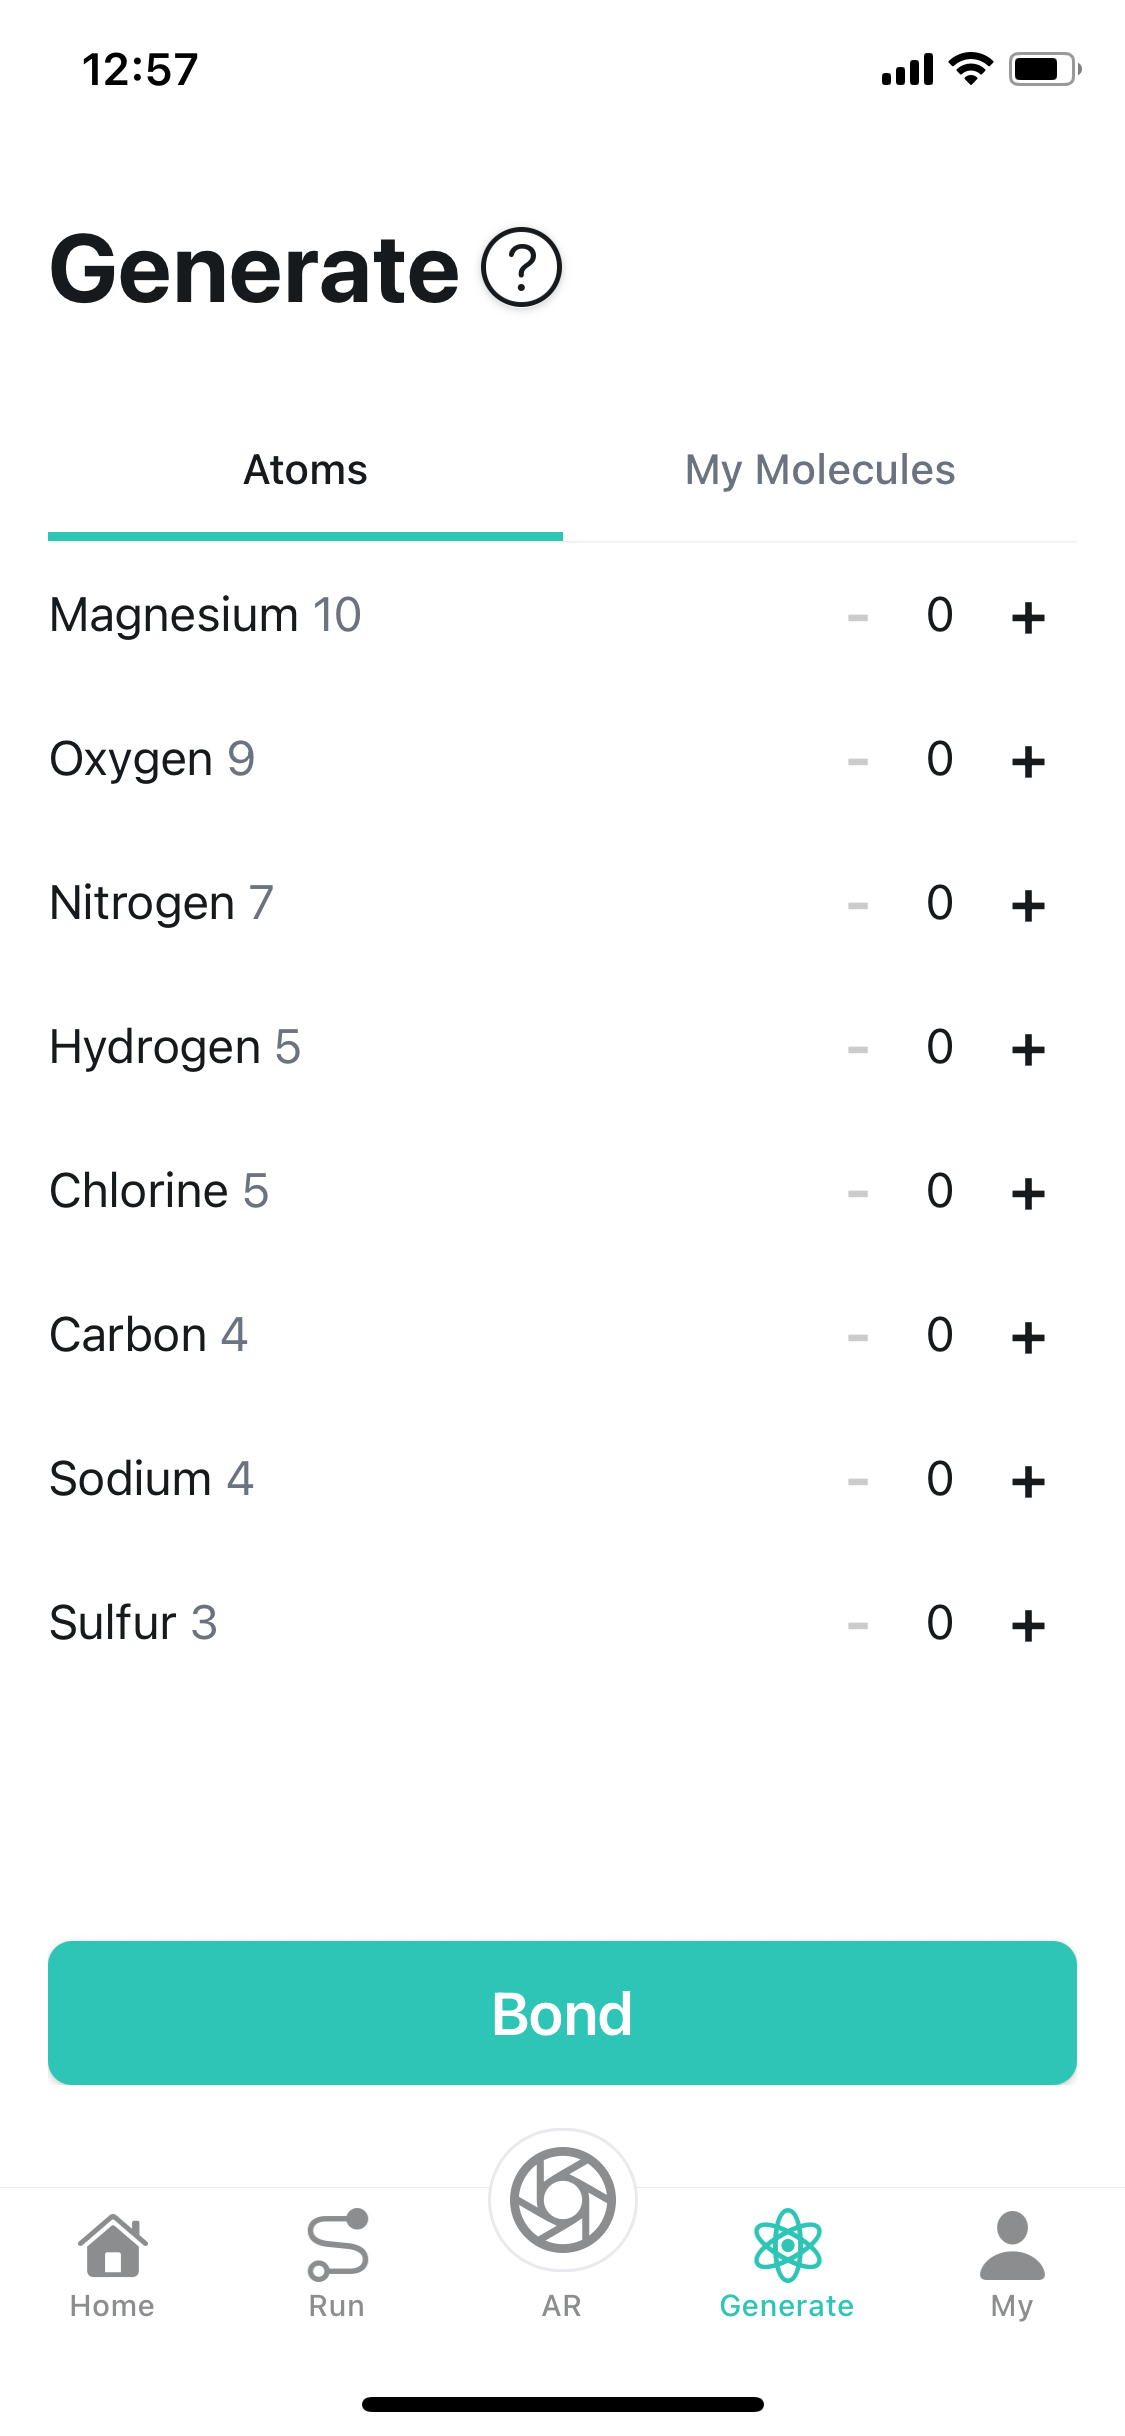 12:57
Generate ?
Atoms My Molecules
Magnesium 10 - 0 +
Oxygen 9 - 0 +
Nitrogen 7 - 0 +
Hydrogen 5 - 0 +
Chlorine 5 - 0 +
Carbon 4 - 0 +
Sodium 4 - 0 +
Sulfur 3 - 0 +
Bond
Home Run AR Generate My